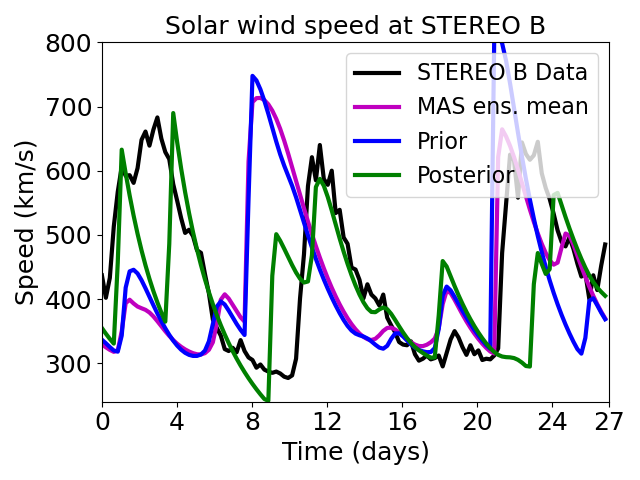 Solar wind speed at STEREO B
Speed (km/s)
800
700
600
500
400
300
STEREO B Data
MAS ens. mean
Prior
Posterior
0 4 8 12 16 20 24 27
Time (days)